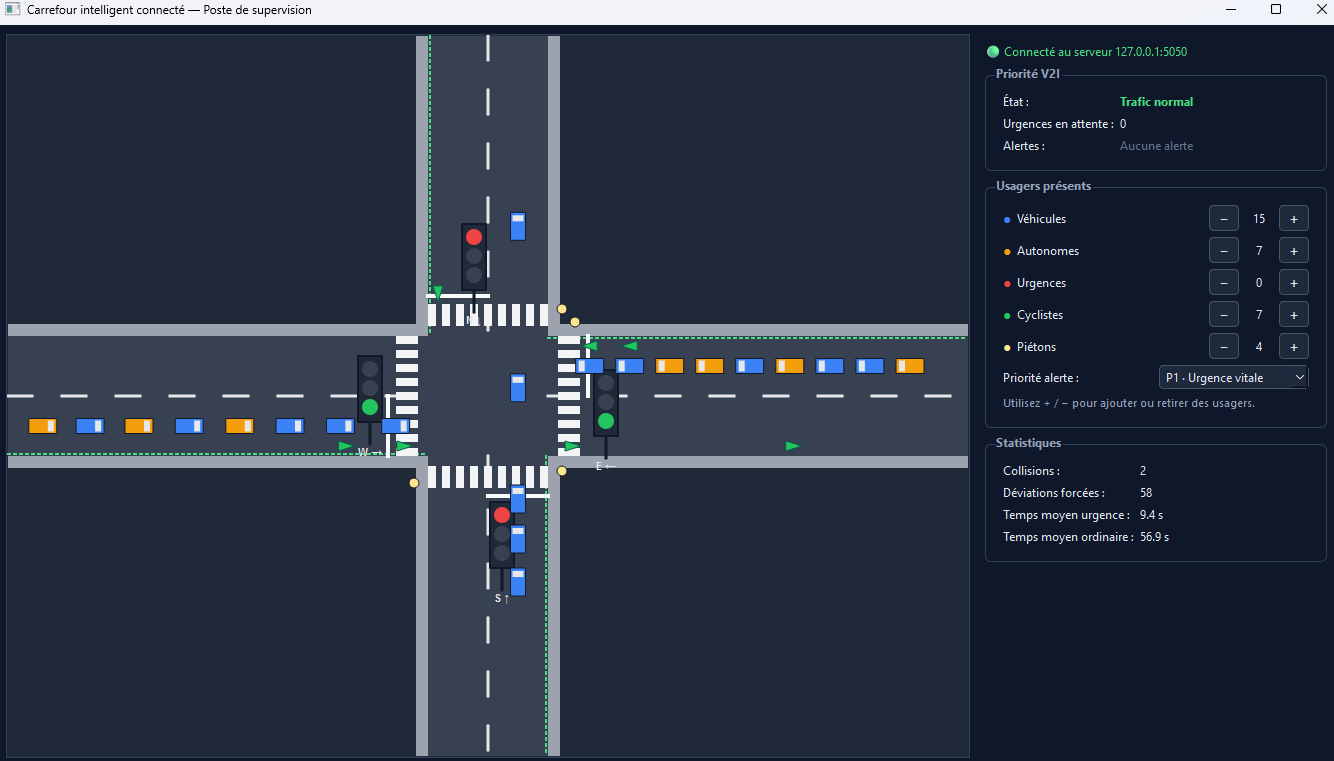 Carrefour intelligent connecté — Poste de supervision
Connecté au serveur 127.0.0.1:5050
Priorité V2I
État : Trafic normal
Urgences en attente : 0
Alertes : Aucune alerte
Usagers présents
Véhicules − 15 +
Autonomes − 7 +
Urgences − 0 +
Cyclistes − 7 +
Piétons − 4 +
Priorité alerte : P1 · Urgence vitale
Utilisez + / − pour ajouter ou retirer des usagers.
Statistiques
Collisions : 2
Déviations forcées : 58
Temps moyen urgence : 9.4 s
Temps moyen ordinaire : 56.9 s
W →
E ←
S ↑